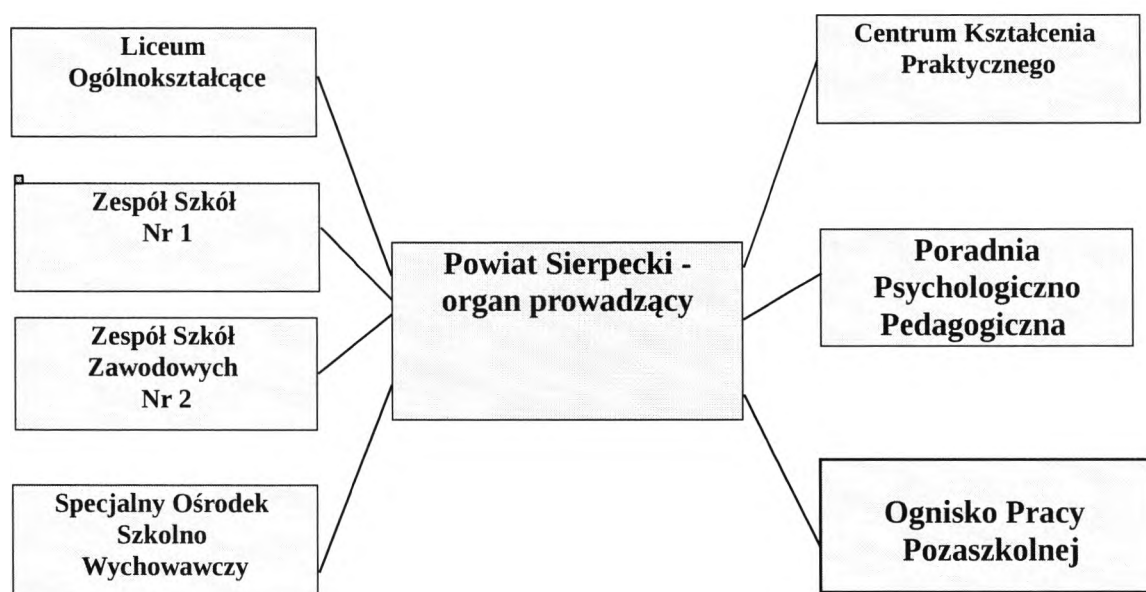 Liceum
Ogólnokształcące
Zespół Szkół
Nr 1
Zespół Szkół
Zawodowych
Nr 2
Specjalny Ośrodek
Szkolno
Wychowawczy
Powiat Sierpecki -
organ prowadzący
Centrum Kształcenia
Praktycznego
Poradnia
Psychologiczno
Pedagogiczna
Ognisko Pracy
Pozaszkolnej